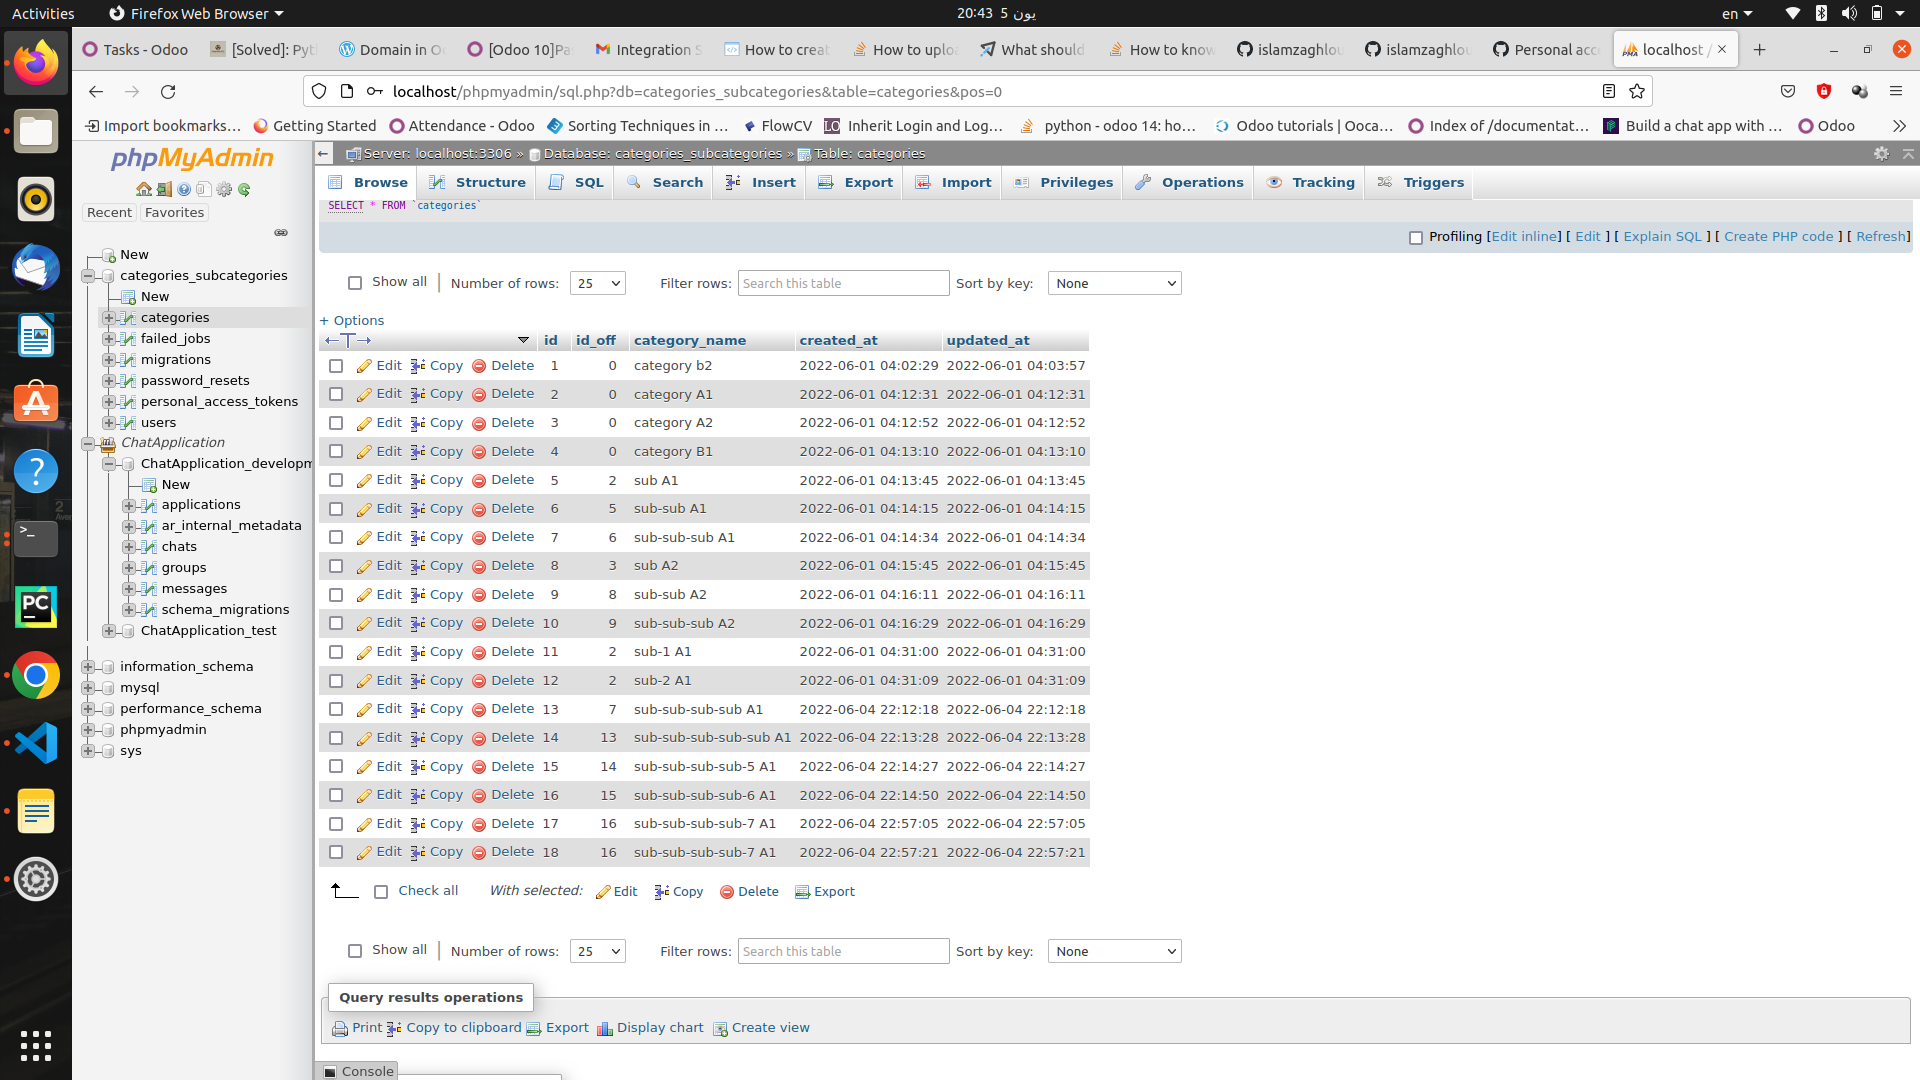 Activities
Firefox Web Browser
20:43 5 يون
en
Tasks - Odoo
[Solved]: Pyt
Domain in O
[Odoo 10]Pa
Integration S
How to creat
How to uplo
What should
How to know
islamzaghlou
islamzaghlou
Personal acc
localhost /
localhost/phpmyadmin/sql.php?db=categories_subcategories&table=categories&pos=0
Import bookmarks…
Getting Started
Attendance - Odoo
Sorting Techniques in …
FlowCV
LO Inherit Login and Log…
python - odoo 14: ho…
Odoo tutorials | Ooca…
Index of /documentat…
Build a chat app with …
Odoo
phpMyAdmin
Recent Favorites
New
categories_subcategories
New
categories
failed_jobs
migrations
password_resets
personal_access_tokens
users
ChatApplication
ChatApplication_developm
New
applications
ar_internal_metadata
chats
groups
messages
schema_migrations
ChatApplication_test
information_schema
mysql
performance_schema
phpmyadmin
sys
Server: localhost:3306 » Database: categories_subcategories » Table: categories
Browse Structure SQL Search Insert Export Import Privileges Operations Tracking Triggers
SELECT * FROM `categories`
Profiling [Edit inline] [ Edit ] [ Explain SQL ] [ Create PHP code ] [ Refresh]
Show all | Number of rows: 25 Filter rows: Search this table Sort by key: None
+ Options
←T→ id id_off category_name created_at updated_at
Edit Copy Delete 1 0 category b2 2022-06-01 04:02:29 2022-06-01 04:03:57
Edit Copy Delete 2 0 category A1 2022-06-01 04:12:31 2022-06-01 04:12:31
Edit Copy Delete 3 0 category A2 2022-06-01 04:12:52 2022-06-01 04:12:52
Edit Copy Delete 4 0 category B1 2022-06-01 04:13:10 2022-06-01 04:13:10
Edit Copy Delete 5 2 sub A1 2022-06-01 04:13:45 2022-06-01 04:13:45
Edit Copy Delete 6 5 sub-sub A1 2022-06-01 04:14:15 2022-06-01 04:14:15
Edit Copy Delete 7 6 sub-sub-sub A1 2022-06-01 04:14:34 2022-06-01 04:14:34
Edit Copy Delete 8 3 sub A2 2022-06-01 04:15:45 2022-06-01 04:15:45
Edit Copy Delete 9 8 sub-sub A2 2022-06-01 04:16:11 2022-06-01 04:16:11
Edit Copy Delete 10 9 sub-sub-sub A2 2022-06-01 04:16:29 2022-06-01 04:16:29
Edit Copy Delete 11 2 sub-1 A1 2022-06-01 04:31:00 2022-06-01 04:31:00
Edit Copy Delete 12 2 sub-2 A1 2022-06-01 04:31:09 2022-06-01 04:31:09
Edit Copy Delete 13 7 sub-sub-sub-sub A1 2022-06-04 22:12:18 2022-06-04 22:12:18
Edit Copy Delete 14 13 sub-sub-sub-sub-sub A1 2022-06-04 22:13:28 2022-06-04 22:13:28
Edit Copy Delete 15 14 sub-sub-sub-sub-5 A1 2022-06-04 22:14:27 2022-06-04 22:14:27
Edit Copy Delete 16 15 sub-sub-sub-sub-6 A1 2022-06-04 22:14:50 2022-06-04 22:14:50
Edit Copy Delete 17 16 sub-sub-sub-sub-7 A1 2022-06-04 22:57:05 2022-06-04 22:57:05
Edit Copy Delete 18 16 sub-sub-sub-sub-7 A1 2022-06-04 22:57:21 2022-06-04 22:57:21
Check all With selected: Edit Copy Delete Export
Show all | Number of rows: 25 Filter rows: Search this table Sort by key: None
Query results operations
Print Copy to clipboard Export Display chart Create view
Console